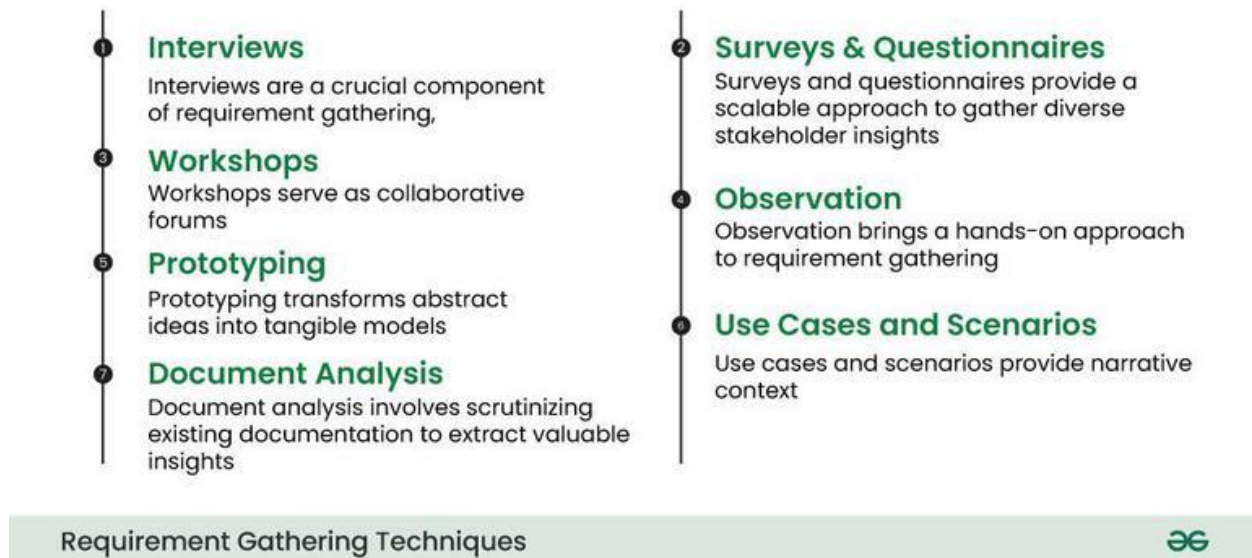 1
Interviews
Interviews are a crucial component
of requirement gathering,
2
Surveys & Questionnaires
Surveys and questionnaires provide a
scalable approach to gather diverse
stakeholder insights
3
Workshops
Workshops serve as collaborative
forums
4
Observation
Observation brings a hands-on approach
to requirement gathering
5
Prototyping
Prototyping transforms abstract
ideas into tangible models
6
Use Cases and Scenarios
Use cases and scenarios provide narrative
context
7
Document Analysis
Document analysis involves scrutinizing
existing documentation to extract valuable
insights
Requirement Gathering Techniques